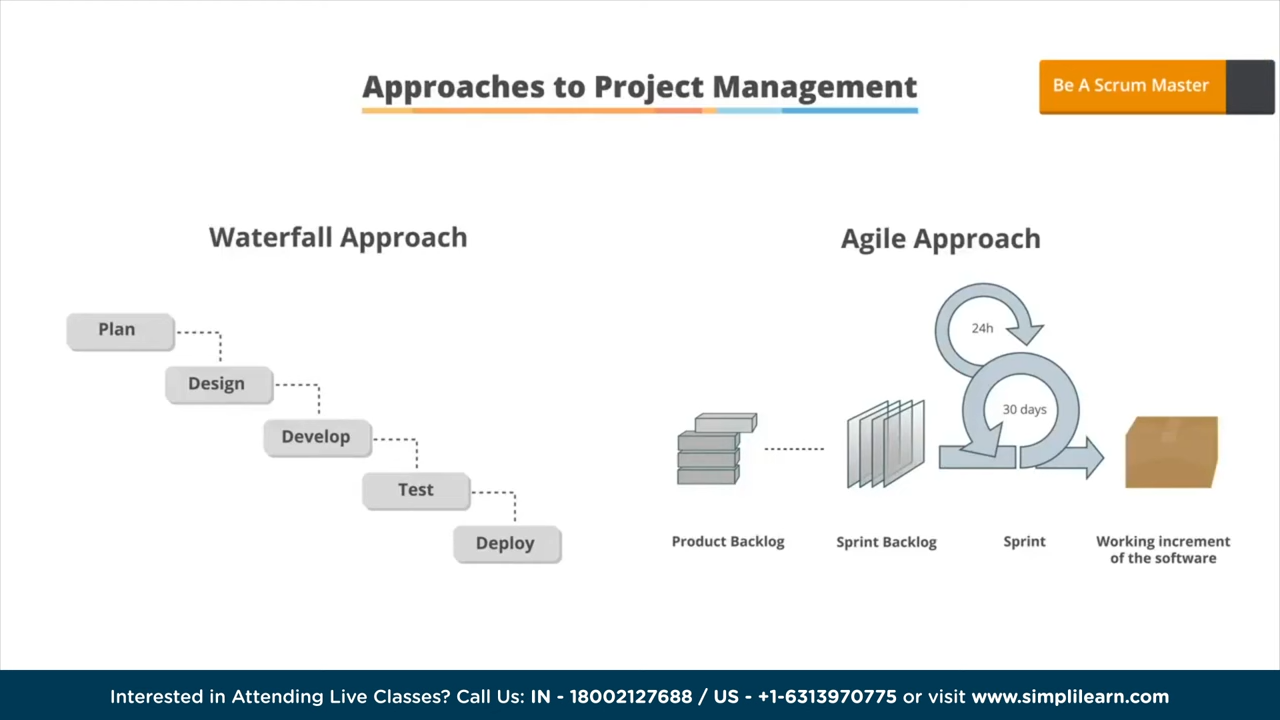 Approaches to Project Management
Be A Scrum Master
Waterfall Approach
Plan
Design
Develop
Test
Deploy
Agile Approach
24h
30 days
Product Backlog
Sprint Backlog
Sprint
Working increment
of the software
Interested in Attending Live Classes? Call Us: IN - 18002127688 / US - +1-6313970775 or visit www.simplilearn.com